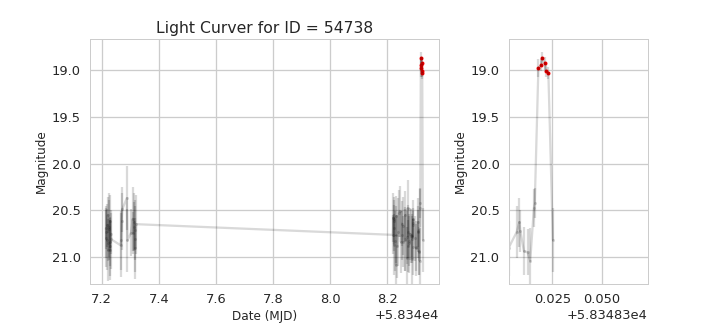 Light Curver for ID = 54738
Magnitude
19.0
19.5
20.0
20.5
21.0
7.2 7.4 7.6 7.8 8.0 8.2
Date (MJD)
+5.834e4
Magnitude
19.0
19.5
20.0
20.5
21.0
0.025 0.050
+5.83483e4